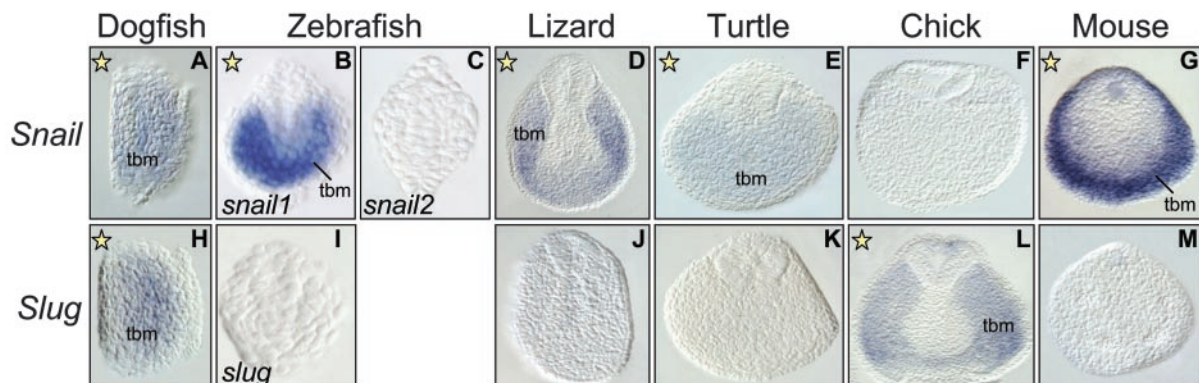 Dogfish Zebrafish Lizard Turtle Chick Mouse
Snail
A
tbm
B
tbm
snail1
C
snail2
D
tbm
E
tbm
F
G
tbm
Slug
H
tbm
I
slug
J
K
L
tbm
M